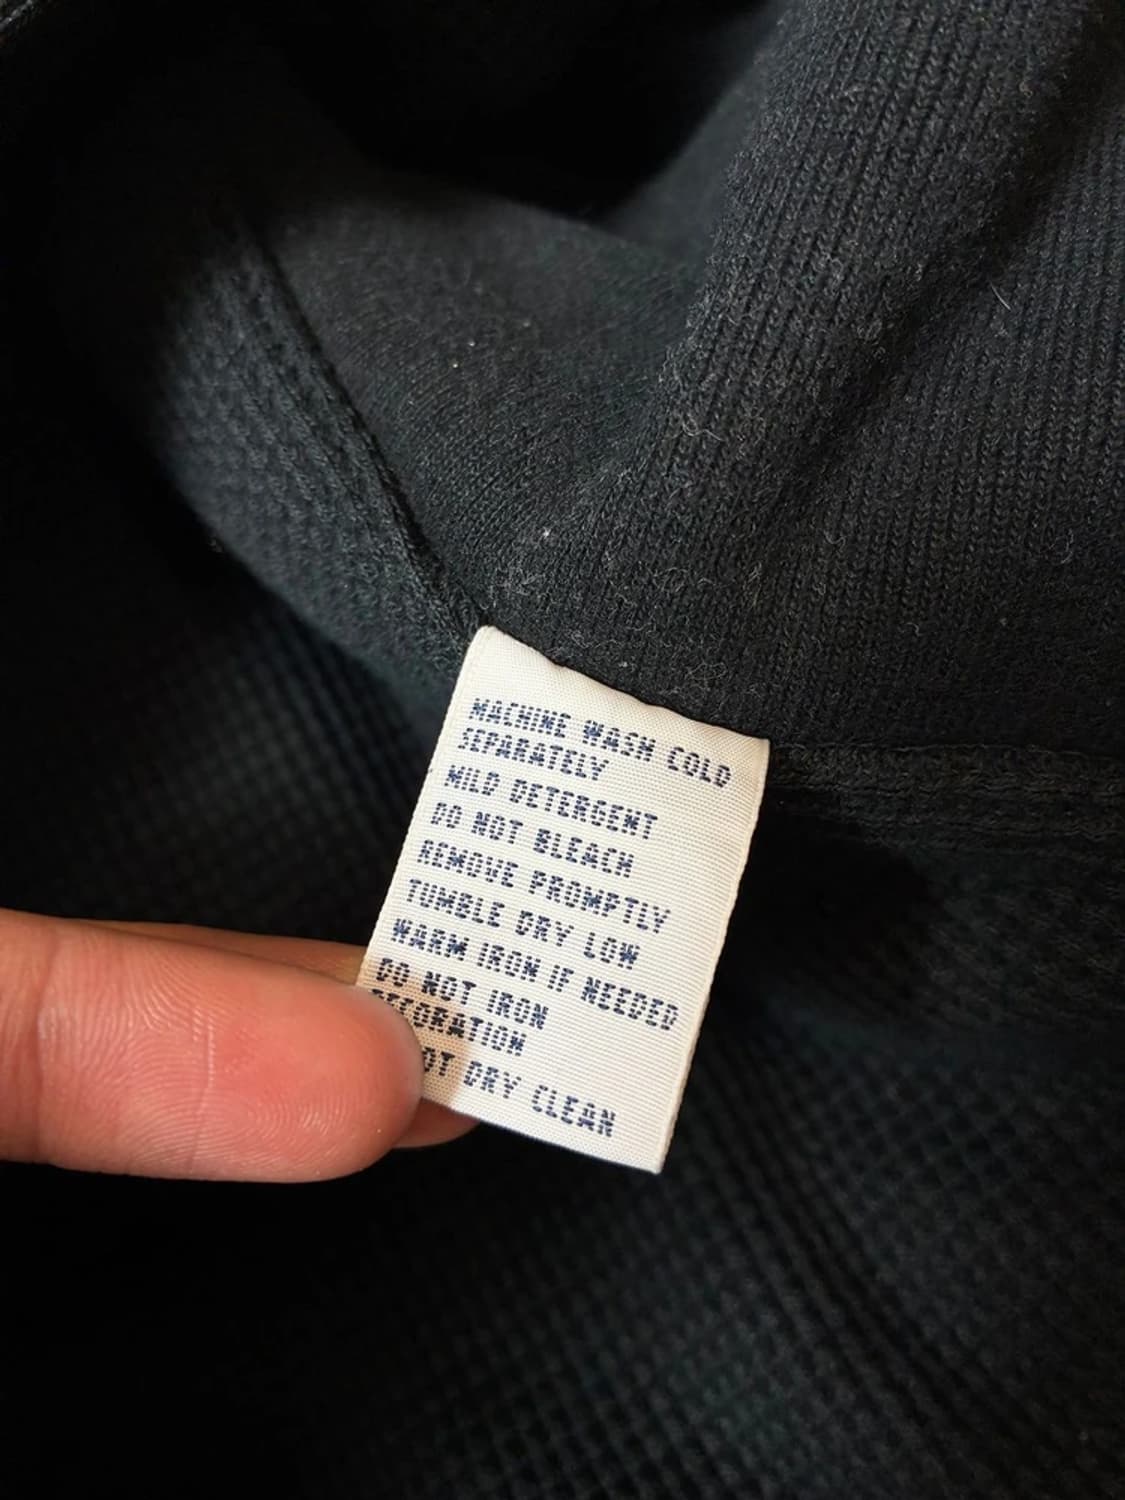 MACHINE WASH COLD
SEPARATELY
MILD DETERGENT
DO NOT BLEACH
REMOVE PROMPTLY
TUMBLE DRY LOW
WARM IRON IF NEEDED
DO NOT IRON
DECORATION
DRY CLEAN